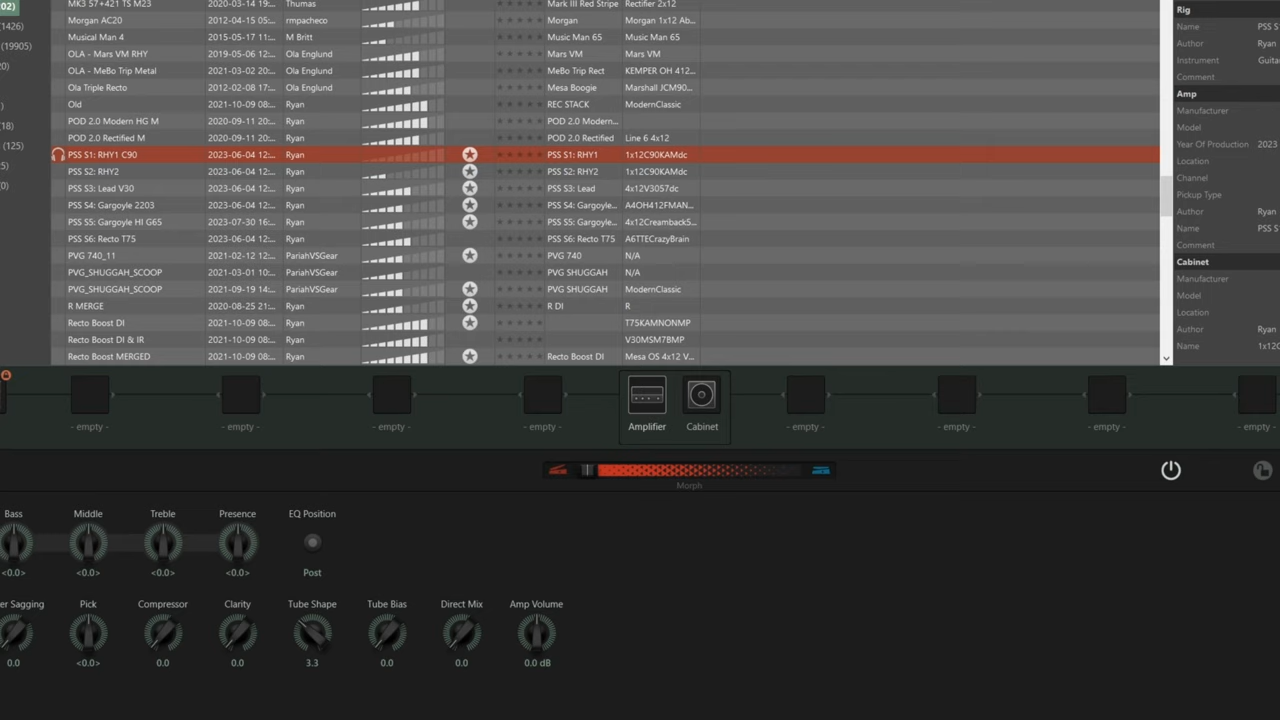 02)
(1426)
(19905)
20)
)
(18)
(125)
25)
(0)
MK3 57+421 TS M23 2020-03-14 19:... Thomas Mark III Red Stripe Rectifier 2x12
Morgan AC20 2012-04-15 05:... rmpacheco Morgan Morgan 1x12 Ab...
Musical Man 4 2015-05-17 11:... M Britt Music Man 65 Music Man 65
OLA - Mars VM RHY 2019-05-06 12:... Ola Englund Mars VM Mars VM
OLA - MeBo Trip Metal 2021-03-02 20:... Ola Englund MeBo Trip Rect KEMPER OH 412...
Ola Triple Recto 2012-02-08 17:... Ola Englund Mesa Boogie Marshall JCM90...
Old 2021-10-09 08:... Ryan REC STACK ModernClassic
POD 2.0 Modern HG M 2020-09-11 20:... Ryan POD 2.0 Modern...
POD 2.0 Rectified M 2020-09-11 20:... Ryan POD 2.0 Rectified Line 6 4x12
PSS S1: RHY1 C90 2023-06-04 12:... Ryan PSS S1: RHY1 1x12C90KAMdc
PSS S2: RHY2 2023-06-04 12:... Ryan PSS S2: RHY2 1x12C90KAMdc
PSS S3: Lead V30 2023-06-04 12:... Ryan PSS S3: Lead 4x12V3057dc
PSS S4: Gargoyle 2203 2023-06-04 12:... Ryan PSS S4: Gargoyle... A4OH412FMAN...
PSS S5: Gargoyle HI G65 2023-07-30 16:... Ryan PSS S5: Gargoyle... 4x12Creamback5...
PSS S6: Recto T75 2023-06-04 12:... Ryan PSS S6: Recto T75 A6TTECrazyBrain
PVG 740_11 2021-02-12 12:... PariahVSGear PVG 740 N/A
PVG_SHUGGAH_SCOOP 2021-03-01 10:... PariahVSGear PVG SHUGGAH N/A
PVG_SHUGGAH_SCOOP 2021-09-19 14:... PariahVSGear PVG SHUGGAH ModernClassic
R MERGE 2020-08-25 21:... Ryan R DI R
Recto Boost DI 2021-10-09 08:... Ryan T75KAMNONMP
Recto Boost DI & IR 2021-10-09 08:... Ryan V30MSM7BMP
Recto Boost MERGED 2021-10-09 08:... Ryan Recto Boost DI Mesa OS 4x12 V...
Rig
Name PSS S1
Author Ryan
Instrument Guita
Comment
Amp
Manufacturer
Model
Year Of Production 2023
Location
Channel
Pickup Type
Author Ryan
Name PSS S
Comment
Cabinet
Manufacturer
Model
Location
Author Ryan
Name 1x12C
- empty - - empty - - empty - - empty - Amplifier Cabinet - empty - - empty - - empty - - empty -
Morph
Bass Middle Treble Presence EQ Position
<0.0> <0.0> <0.0> <0.0> Post
er Sagging Pick Compressor Clarity Tube Shape Tube Bias Direct Mix Amp Volume
0.0 <0.0> 0.0 0.0 3.3 0.0 0.0 0.0 dB